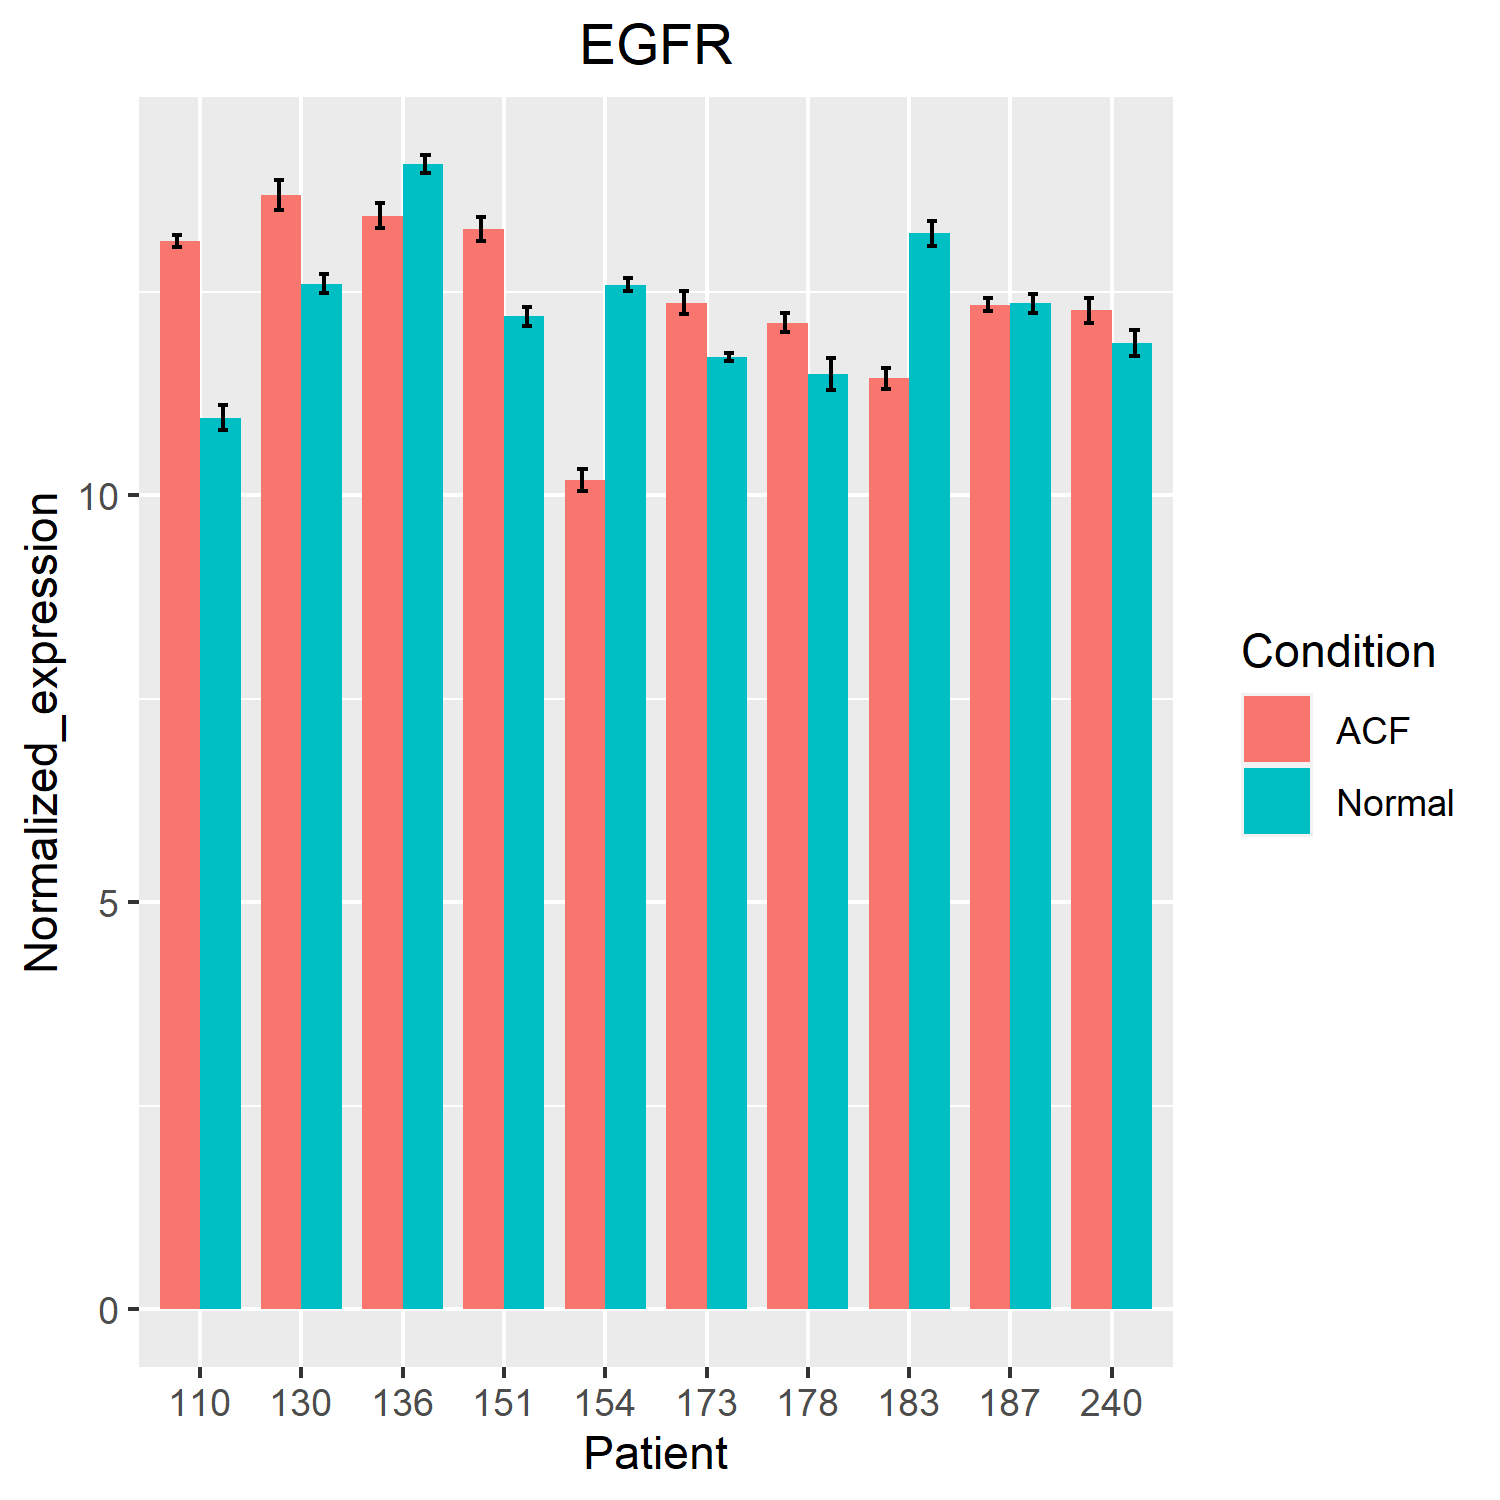 EGFR
Normalized_expression
10
5
0
110 130 136 151 154 173 178 183 187 240
Patient
Condition
ACF
Normal